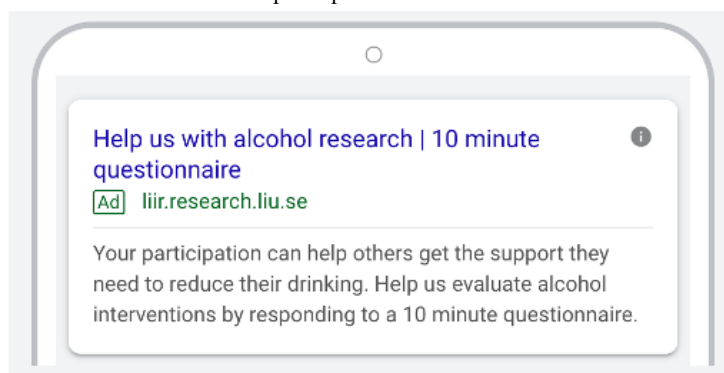 Help us with alcohol research | 10 minute
questionnaire
Ad liir.research.liu.se
Your participation can help others get the support they
need to reduce their drinking. Help us evaluate alcohol
interventions by responding to a 10 minute questionnaire.